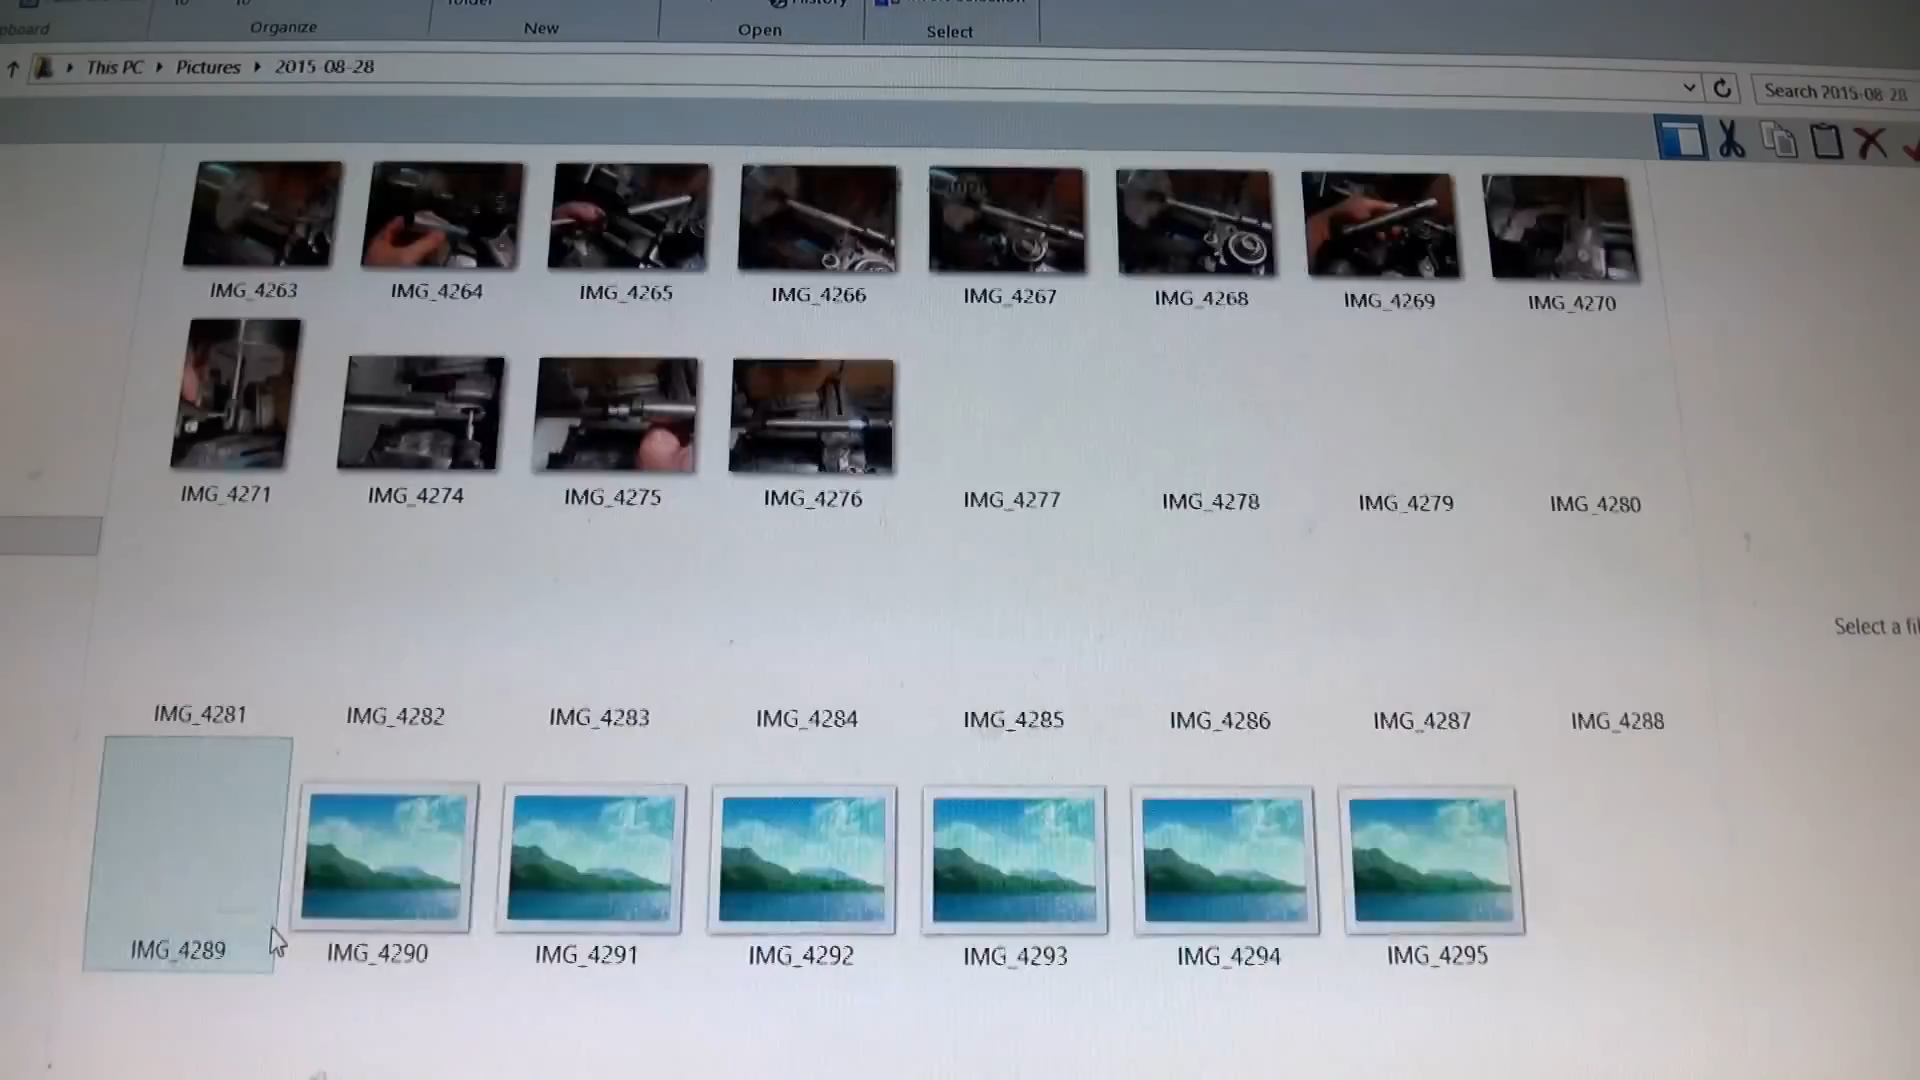 Organize
New
Open
Select
This PC
Pictures
2015-08-28
Search 2015-08-28
IMG_4263
IMG_4264
IMG_4265
IMG_4266
IMG_4267
IMG_4268
IMG_4269
IMG_4270
IMG_4271
IMG_4274
IMG_4275
IMG_4276
IMG_4277
IMG_4278
IMG_4279
IMG_4280
Select a fil
IMG_4281
IMG_4282
IMG_4283
IMG_4284
IMG_4285
IMG_4286
IMG_4287
IMG_4288
IMG_4289
IMG_4290
IMG_4291
IMG_4292
IMG_4293
IMG_4294
IMG_4295